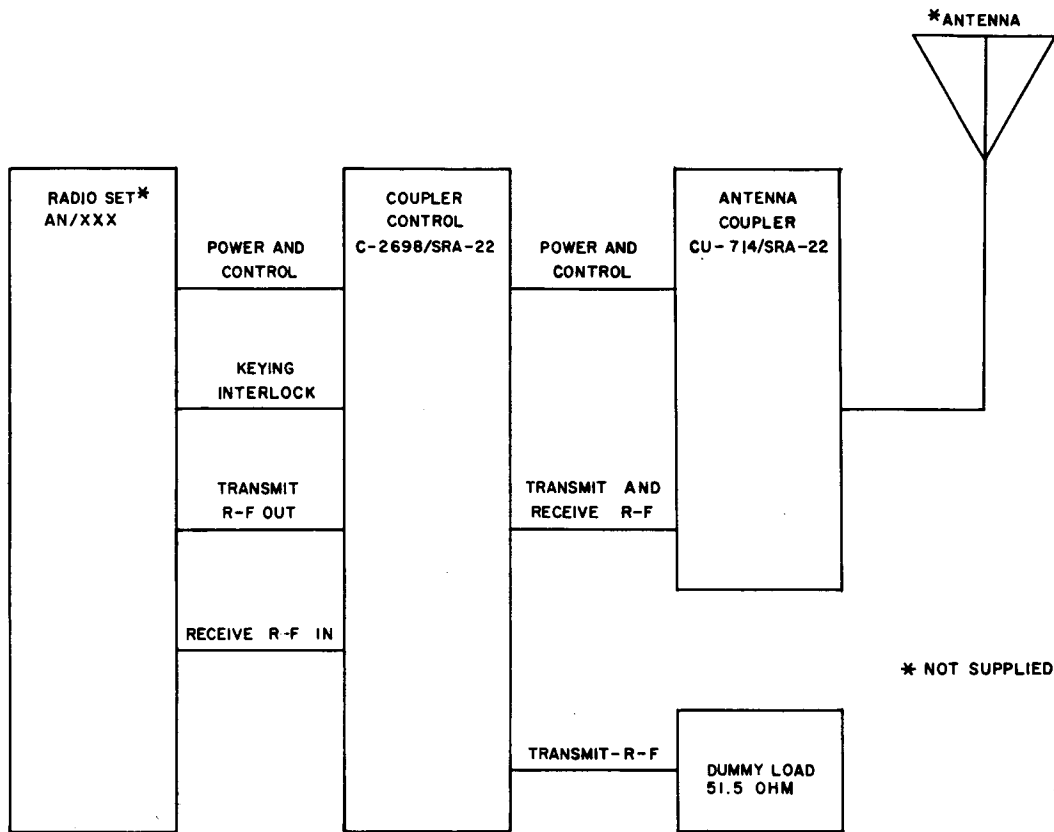 *ANTENNA
RADIO SET*
AN/XXX
COUPLER
CONTROL
C-2698/SRA-22
ANTENNA
COUPLER
CU-714/SRA-22
POWER AND
CONTROL
POWER AND
CONTROL
KEYING
INTERLOCK
TRANSMIT
R-F OUT
TRANSMIT AND
RECEIVE R-F
RECEIVE R-F IN
* NOT SUPPLIED
TRANSMIT-R-F
DUMMY LOAD
51.5 OHM